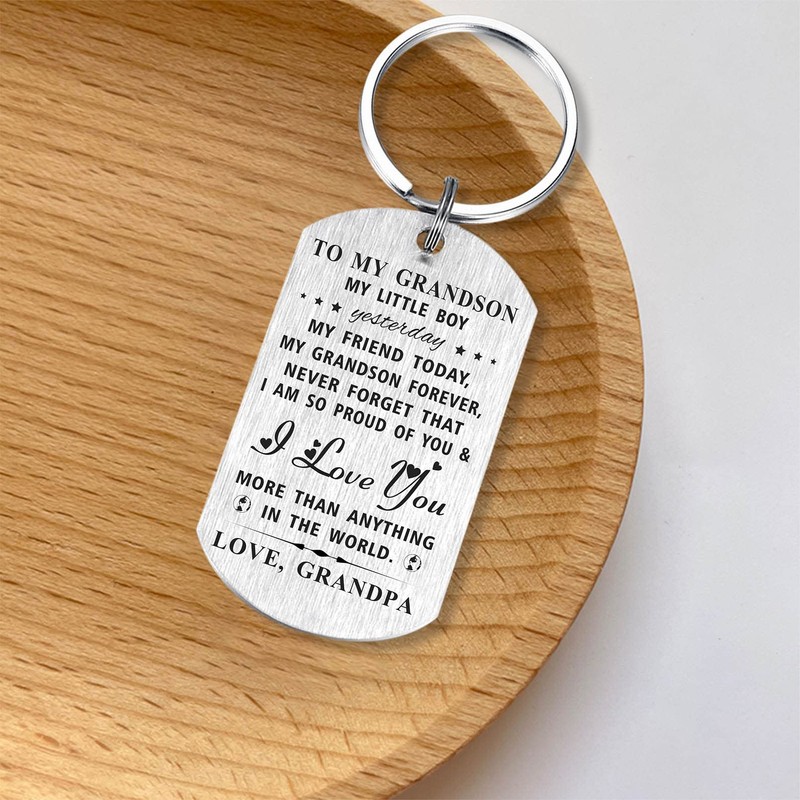 TO MY GRANDSON
MY LITTLE BOY
yesterday
MY FRIEND TODAY,
MY GRANDSON FOREVER,
NEVER FORGET THAT
I AM SO PROUD OF YOU &
I Love You
MORE THAN ANYTHING
IN THE WORLD.
LOVE, GRANDPA